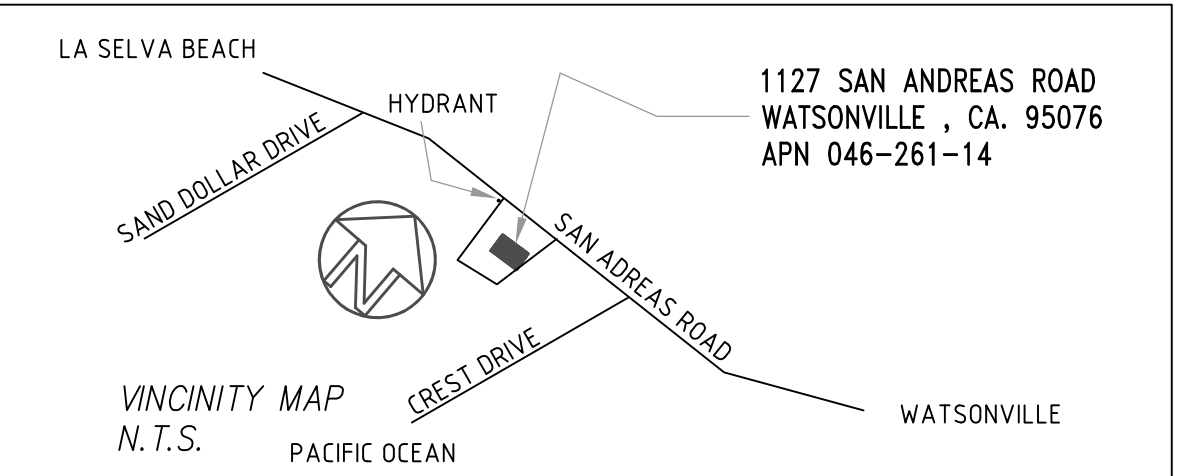 LA SELVA BEACH
HYDRANT
1127 SAN ANDREAS ROAD
WATSONVILLE , CA. 95076
APN 046-261-14
SAND DOLLAR DRIVE
N
SAN ADREAS ROAD
CREST DRIVE
VINCINITY MAP
N.T.S.
PACIFIC OCEAN
WATSONVILLE